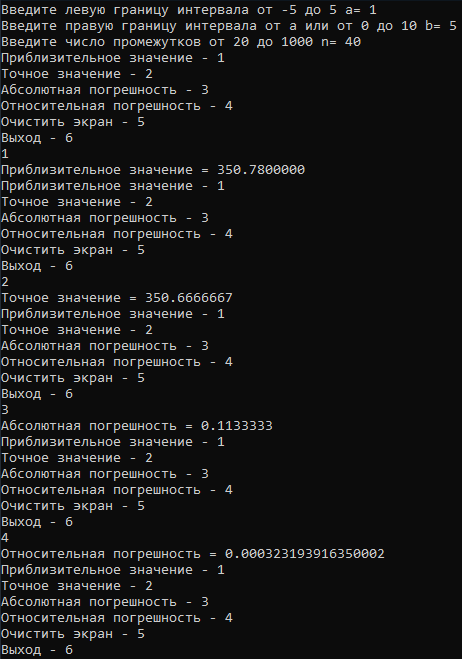 Введите левую границу интервала от -5 до 5 a= 1
Введите правую границу интервала от a или от 0 до 10 b= 5
Введите число промежутков от 20 до 1000 n= 40
Приблизительное значение - 1
Точное значение - 2
Абсолютная погрешность - 3
Относительная погрешность - 4
Очистить экран - 5
Выход - 6
1
Приблизительное значение = 350.7800000
Приблизительное значение - 1
Точное значение - 2
Абсолютная погрешность - 3
Относительная погрешность - 4
Очистить экран - 5
Выход - 6
2
Точное значение = 350.6666667
Приблизительное значение - 1
Точное значение - 2
Абсолютная погрешность - 3
Относительная погрешность - 4
Очистить экран - 5
Выход - 6
3
Абсолютная погрешность = 0.1133333
Приблизительное значение - 1
Точное значение - 2
Абсолютная погрешность - 3
Относительная погрешность - 4
Очистить экран - 5
Выход - 6
4
Относительная погрешность = 0.000323193916350002
Приблизительное значение - 1
Точное значение - 2
Абсолютная погрешность - 3
Относительная погрешность - 4
Очистить экран - 5
Выход - 6